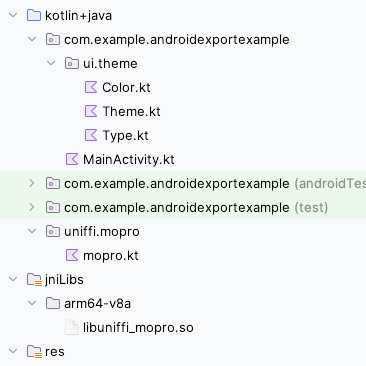 kotlin+java
com.example.androidexportexample
ui.theme
Color.kt
Theme.kt
Type.kt
MainActivity.kt
com.example.androidexportexample (androidTes
com.example.androidexportexample (test)
uniffi.mopro
mopro.kt
jniLibs
arm64-v8a
libuniffi_mopro.so
res